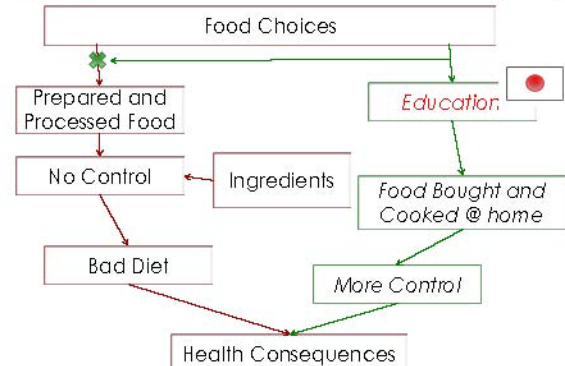 Food Choices
Prepared and
Processed Food
Education
No Control
Ingredients
Food Bought and
Cooked @ home
Bad Diet
More Control
Health Consequences